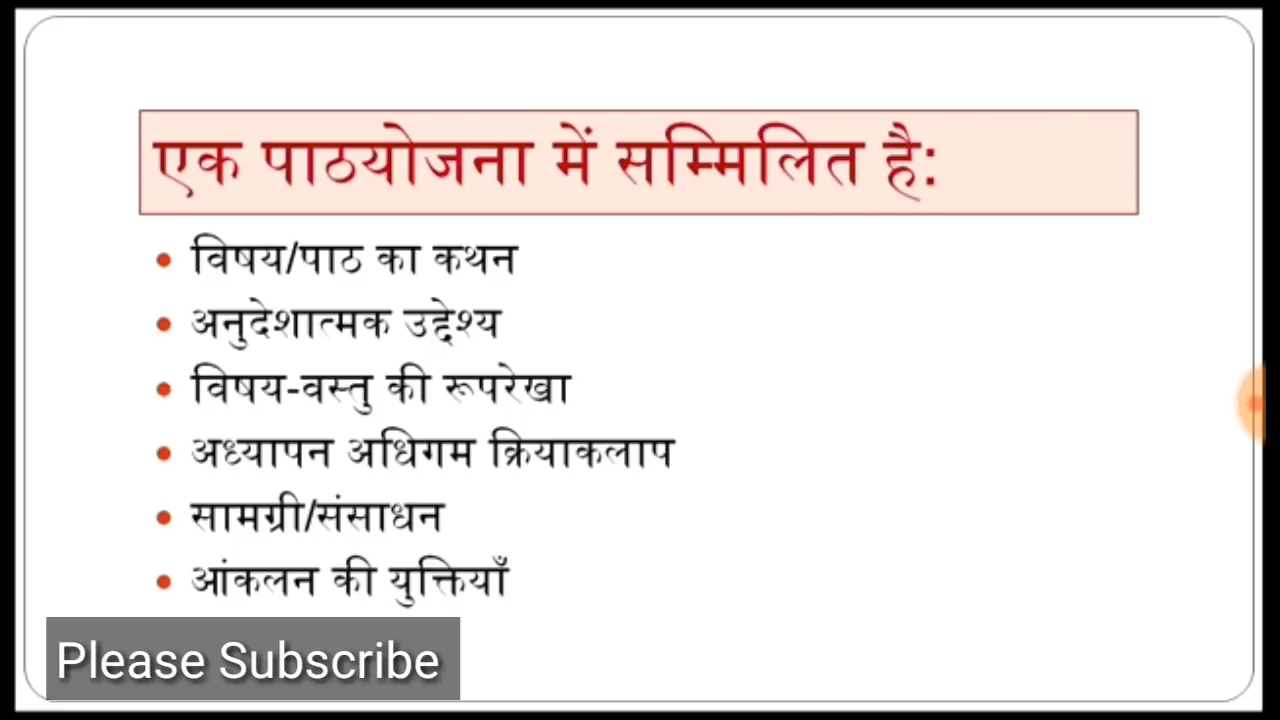 एक पाठयोजना में सम्मिलित है:
• विषय/पाठ का कथन
• अनुदेशात्मक उद्देश्य
• विषय-वस्तु की रूपरेखा
• अध्यापन अधिगम क्रियाकलाप
• सामग्री/संसाधन
• आंकलन की युक्तियाँ
Please Subscribe